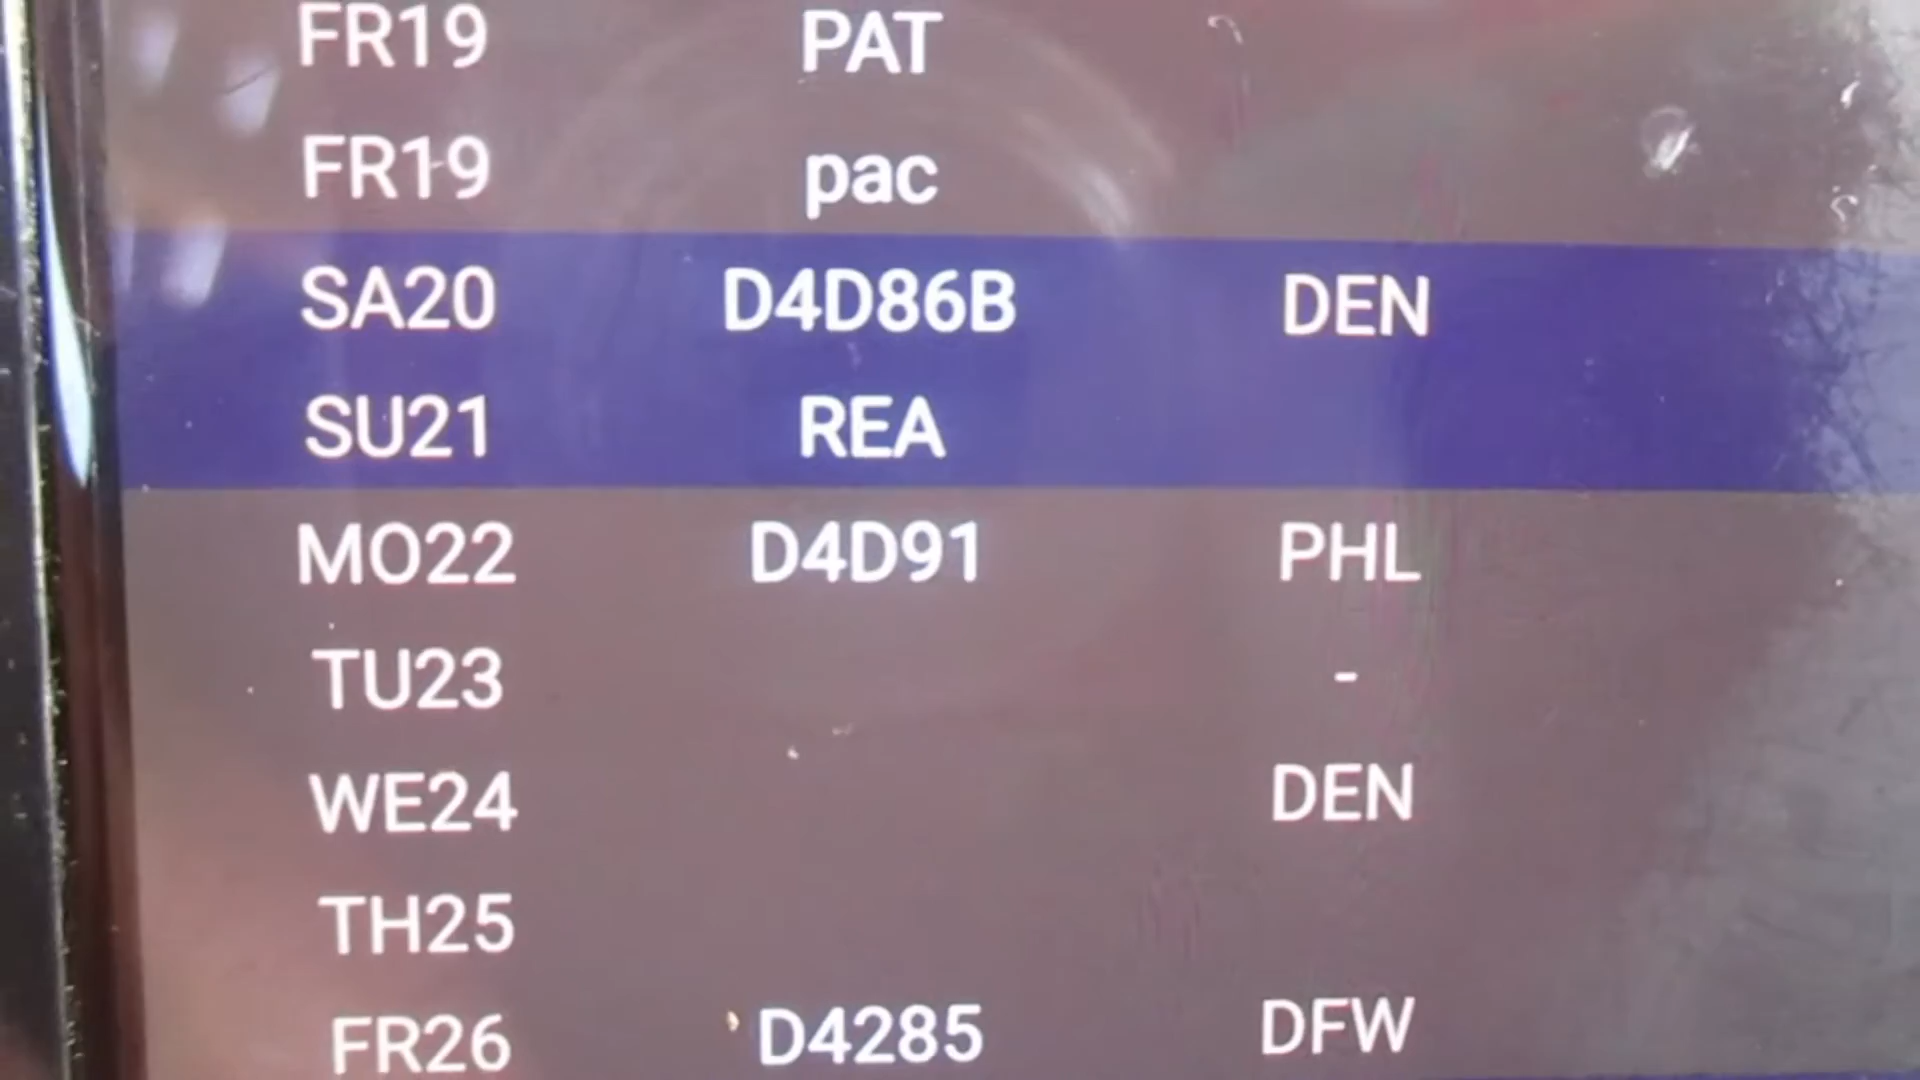 FR19 PAT
FR19 pac
SA20 D4D86B DEN
SU21 REA
MO22 D4D91 PHL
TU23 -
WE24 DEN
TH25
FR26 D4285 DFW